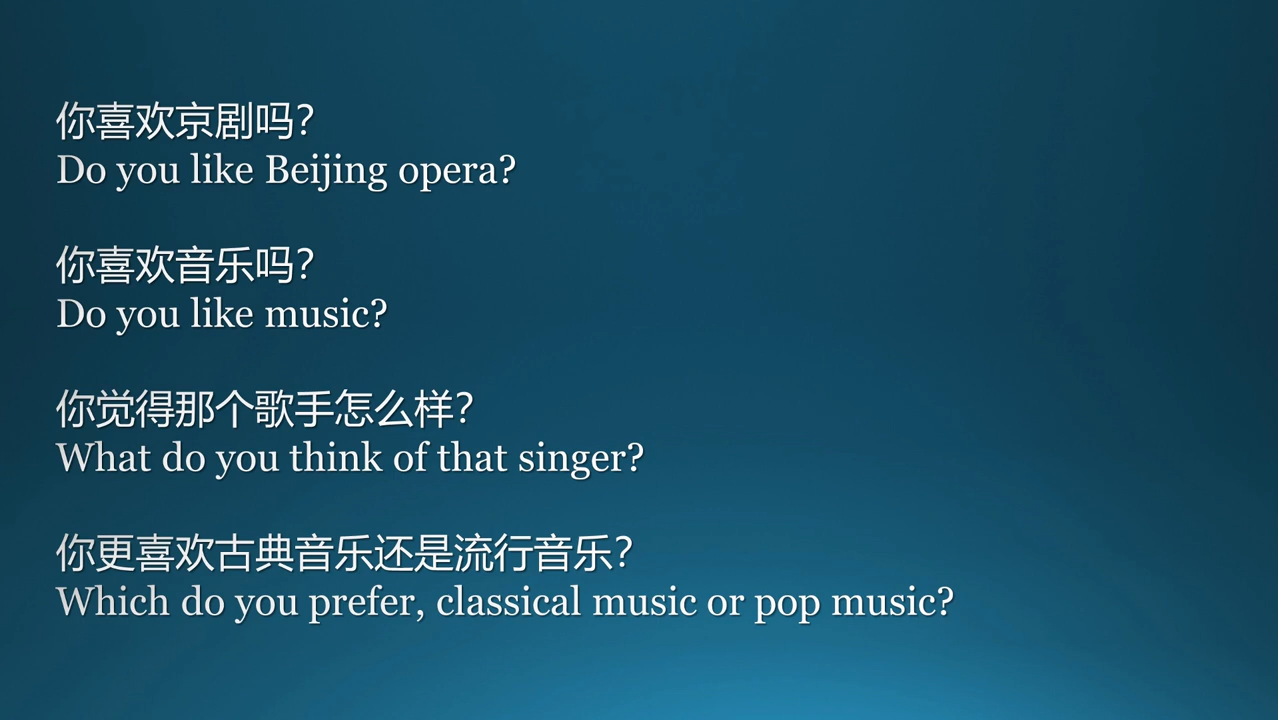 你喜欢京剧吗？
Do you like Beijing opera?
你喜欢音乐吗？
Do you like music?
你觉得那个歌手怎么样？
What do you think of that singer?
你更喜欢古典音乐还是流行音乐？
Which do you prefer, classical music or pop music?